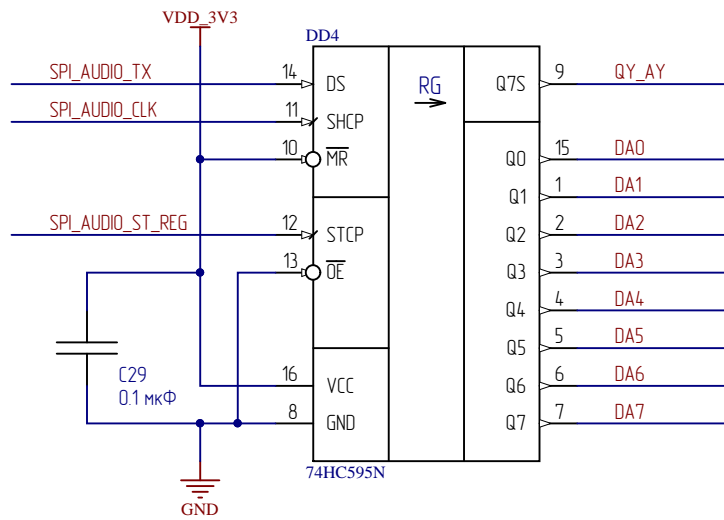 VDD_3V3
DD4
SPI_AUDIO_TX 14 DS RG Q7S 9 QY_AY
SPI_AUDIO_CLK 11 SHCP
10 MR Q0 15 DA0
Q1 1 DA1
SPI_AUDIO_ST_REG 12 STCP Q2 2 DA2
13 OE Q3 3 DA3
Q4 4 DA4
Q5 5 DA5
C29 16 VCC Q6 6 DA6
0.1 мкФ
8 GND Q7 7 DA7
74HC595N
GND